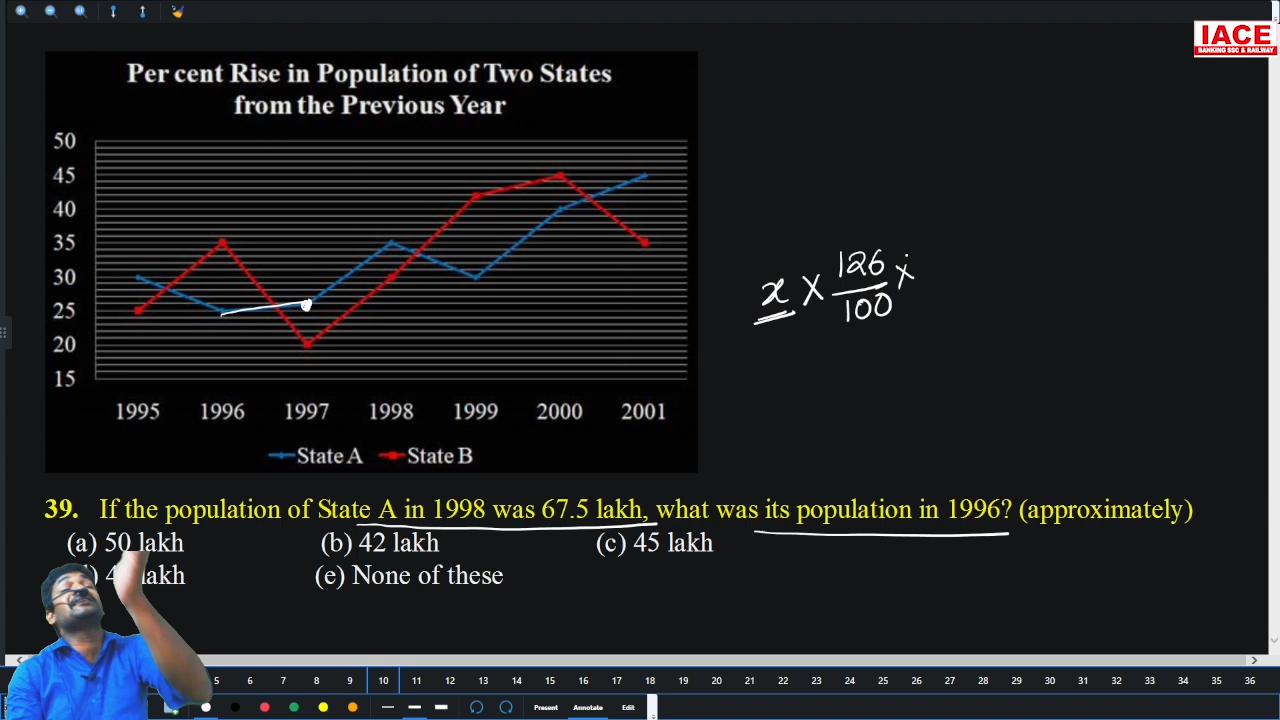 IACE
BANKING SSC & RAILWAY
Per cent Rise in Population of Two States
from the Previous Year
50
45
40
35
30
25
20
15
1995 1996 1997 1998 1999 2000 2001
State A State B
x × 126/100 ×
39. If the population of State A in 1998 was 67.5 lakh, what was its population in 1996? (approximately)
(a) 50 lakh (b) 42 lakh (c) 45 lakh
lakh (e) None of these
5 6 7 8 9 10 11 12 13 14 15 16 17 18 19 20 21 22 23 24 25 26 27 28 29 30 31 32 33 34 35 36
Present Annotate Edit